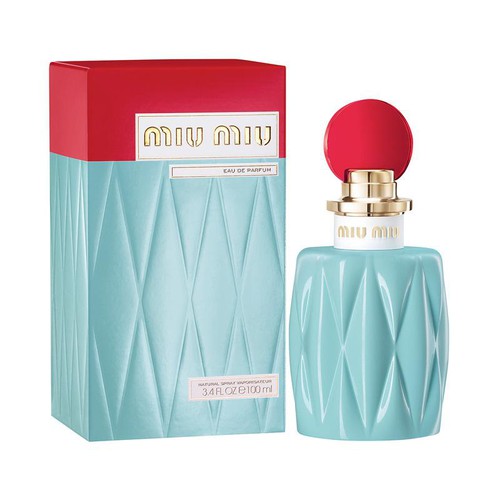 miu miu
EAU DE PARFUM
NATURAL SPRAY VAPORISATEUR
3.4 FL OZ ℮ 100 ml
miu miu